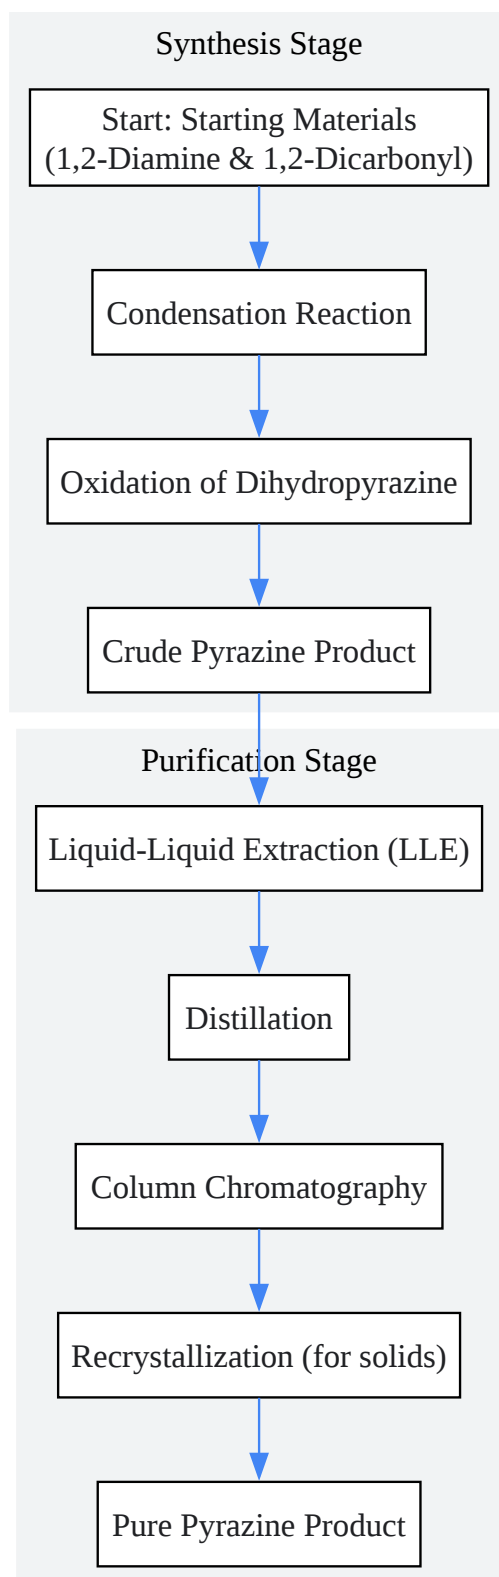 Synthesis Stage
Start: Starting Materials
(1,2-Diamine & 1,2-Dicarbonyl)
Condensation Reaction
Oxidation of Dihydropyrazine
Crude Pyrazine Product
Purification Stage
Liquid-Liquid Extraction (LLE)
Distillation
Column Chromatography
Recrystallization (for solids)
Pure Pyrazine Product